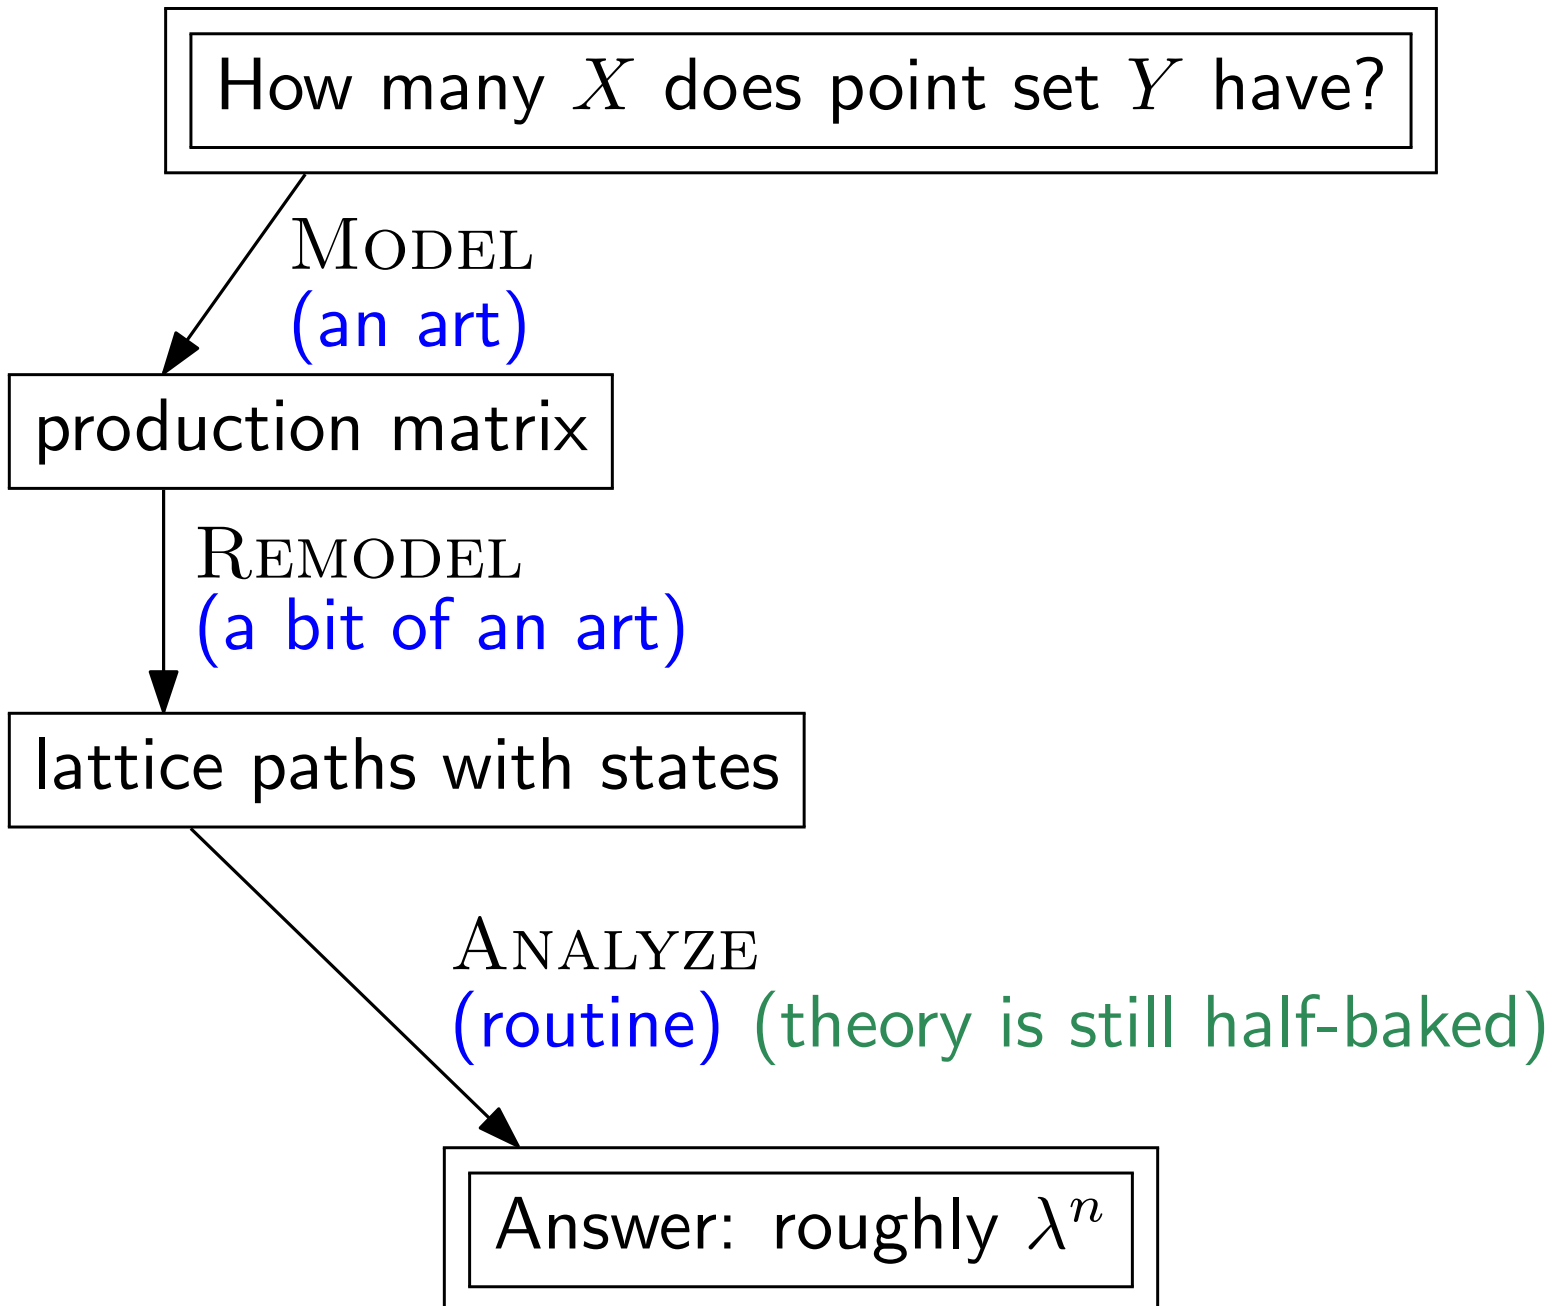 How many X does point set Y have?
MODEL
(an art)
production matrix
REMODEL
(a bit of an art)
lattice paths with states
ANALYZE
(routine) (theory is still half-baked)
Answer: roughly λⁿ